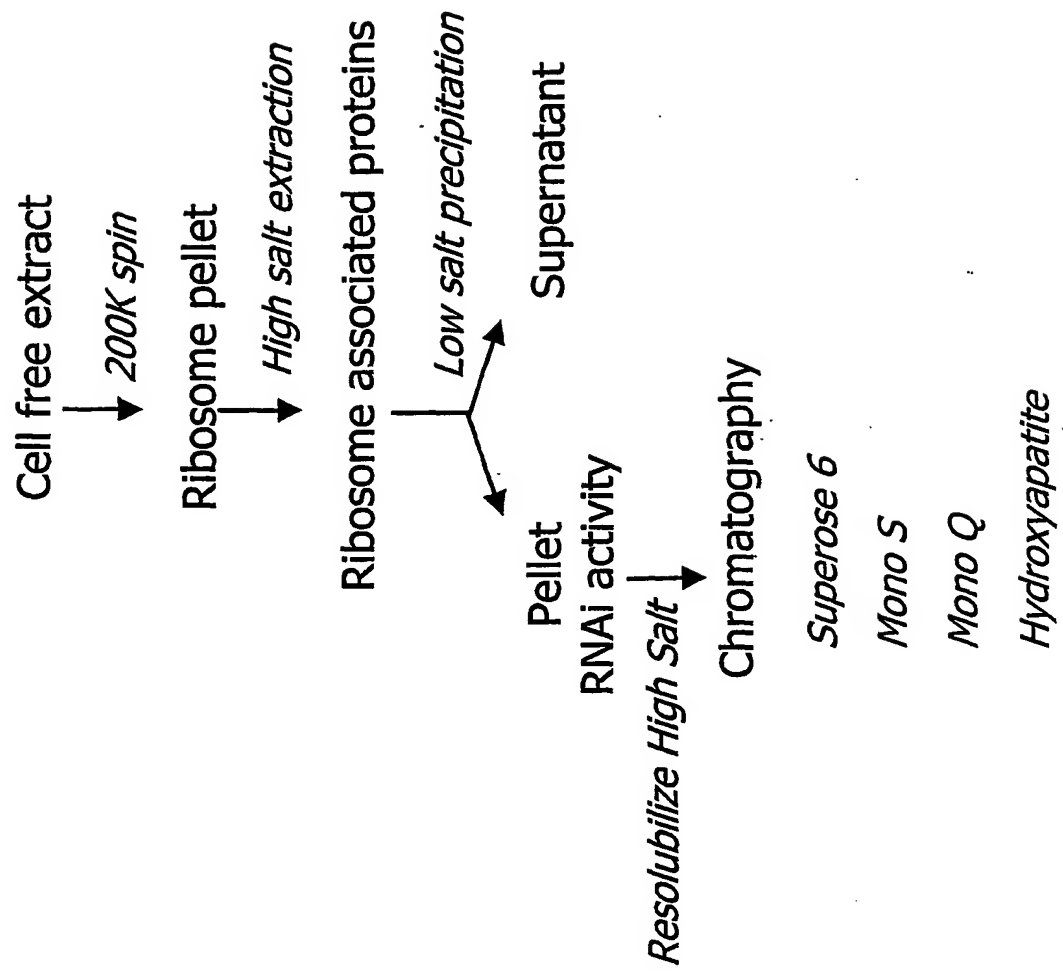 Cell free extract
200K spin
Ribosome pellet
High salt extraction
Ribosome associated proteins
Low salt precipitation
Pellet
RNAi activity
Supernatant
Resolubilize High Salt
Chromatography
Superose 6
Mono S
Mono Q
Hydroxyapatite